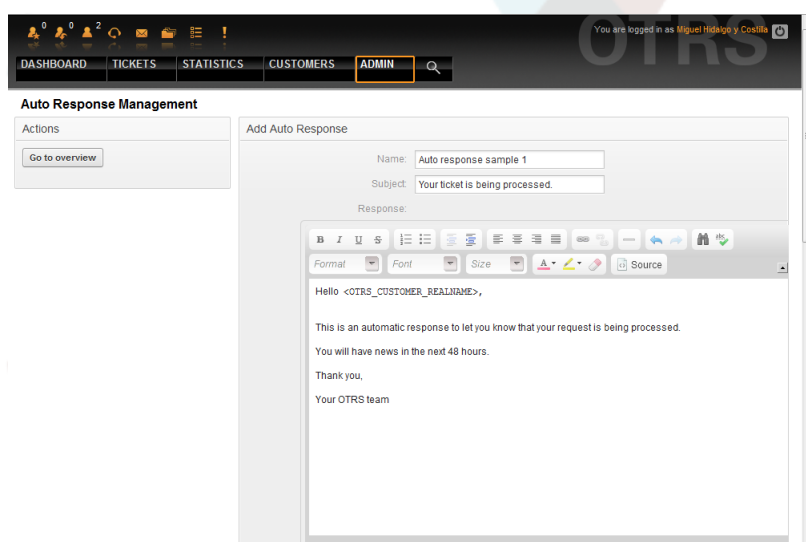 0 0 2 !
You are logged in as Miguel Hidalgo y Costilla
OTRS
DASHBOARD TICKETS STATISTICS CUSTOMERS ADMIN
Auto Response Management
Actions
Go to overview
Add Auto Response
Name: Auto response sample 1
Subject: Your ticket is being processed.
Response:
B I U S abc
Format Font Size A Source
Hello <OTRS_CUSTOMER_REALNAME>,
This is an automatic response to let you know that your request is being processed.
You will have news in the next 48 hours.
Thank you,
Your OTRS team